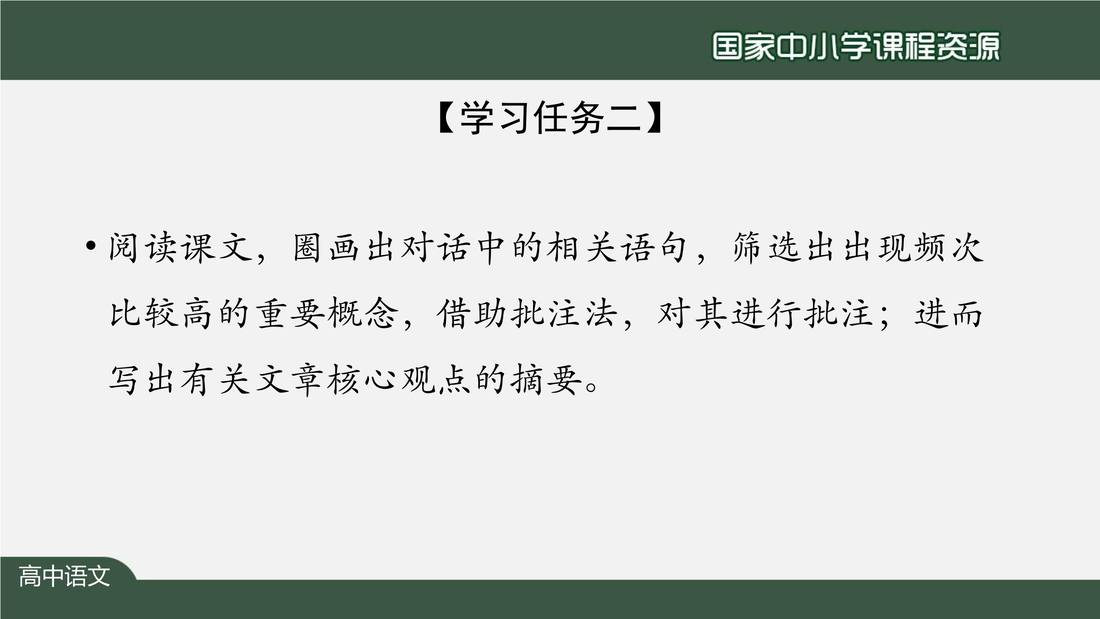 国家中小学课程资源
【学习任务二】
•阅读课文，圈画出对话中的相关语句，筛选出出现频次
比较高的重要概念，借助批注法，对其进行批注；进而
写出有关文章核心观点的摘要。
高中语文